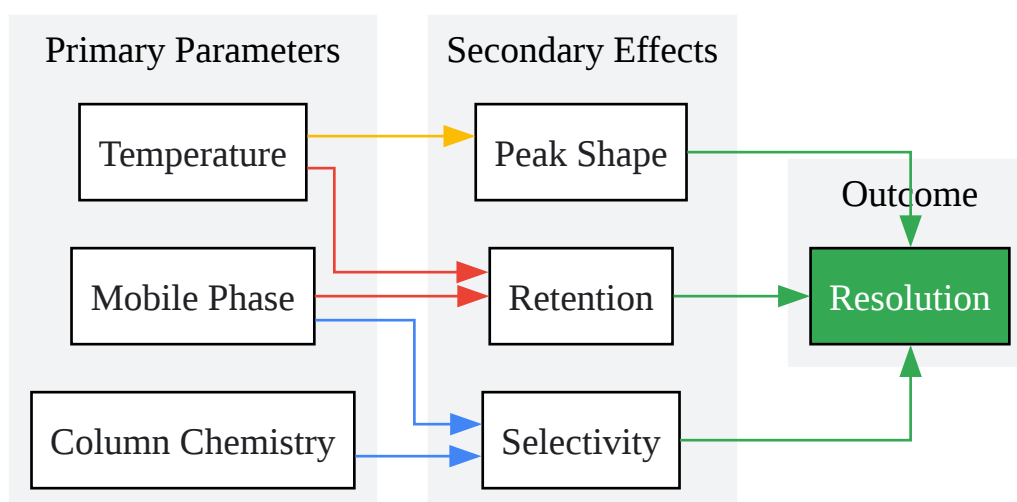 Primary Parameters
Secondary Effects
Temperature
Peak Shape
Outcome
Mobile Phase
Retention
Resolution
Column Chemistry
Selectivity